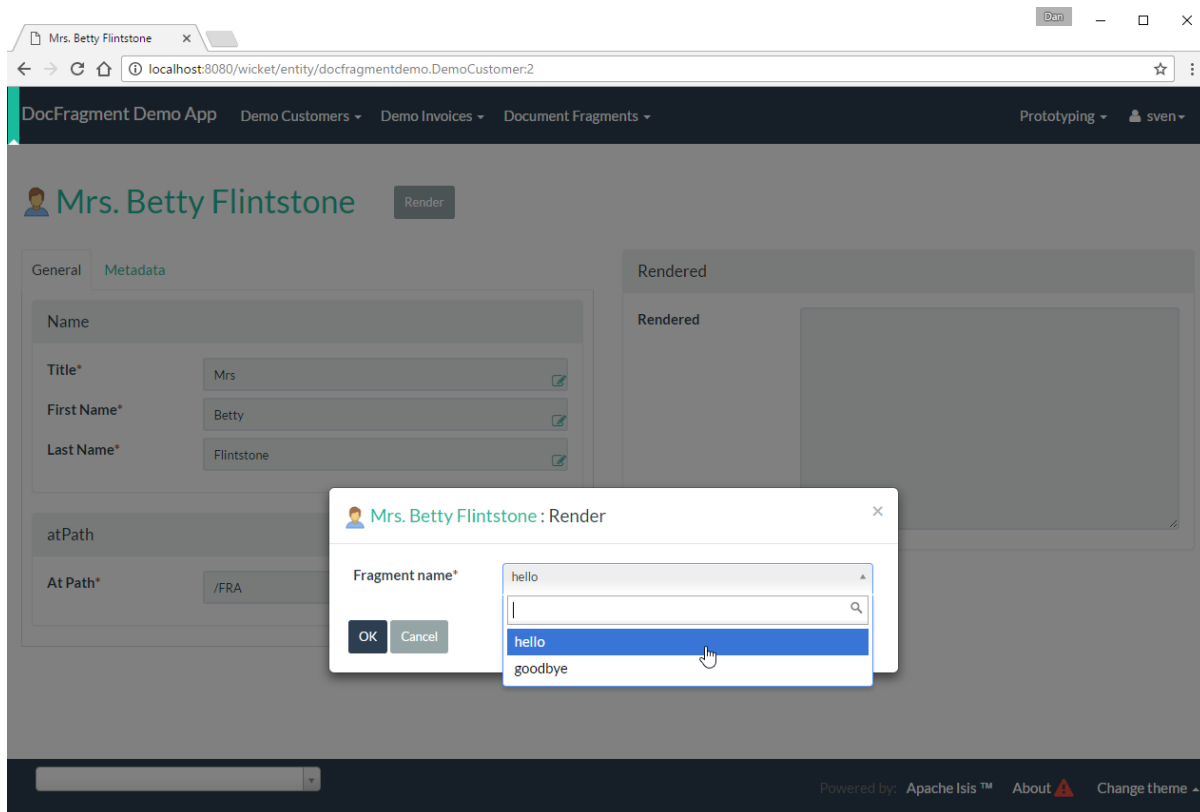 Dan
Mrs. Betty Flintstone
localhost:8080/wicket/entity/docfragmentdemo.DemoCustomer:2
DocFragment Demo App Demo Customers Demo Invoices Document Fragments Prototyping sven
Mrs. Betty Flintstone Render
General Metadata
Rendered
Name
Rendered
Title* Mrs
First Name* Betty
Last Name* Flintstone
Mrs. Betty Flintstone : Render
atPath
At Path* /FRA
Fragment name* hello
OK Cancel
hello
goodbye
Powered by: Apache Isis ™ About Change theme